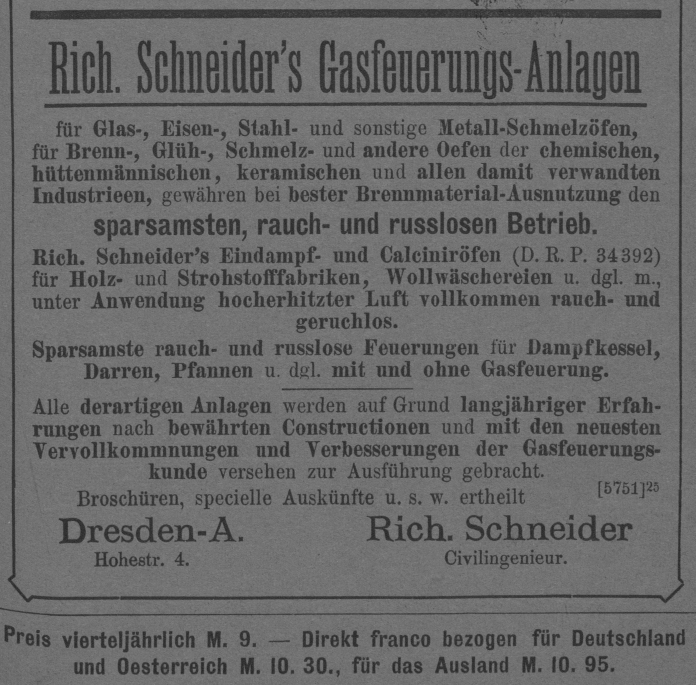 Rich. Schneider's Gasfeuerungs-Anlagen
für Glas-, Eisen-, Stahl- und sonstige Metall-Schmelzöfen,
für Brenn-, Glüh-, Schmelz- und andere Oefen der chemischen,
hüttenmännischen, keramischen und allen damit verwandten
Industrieen, gewähren bei bester Brennmaterial-Ausnutzung den
sparsamsten, rauch- und russlosen Betrieb.
Rich. Schneider's Eindampf- und Calciniröfen (D. R. P. 34392)
für Holz- und Strohstofffabriken, Wollwäschereien u. dgl. m.,
unter Anwendung hocherhitzter Luft vollkommen rauch- und
geruchlos.
Sparsamste rauch- und russlose Feuerungen für Dampfkessel,
Darren, Pfannen u. dgl. mit und ohne Gasfeuerung.
Alle derartigen Anlagen werden auf Grund langjähriger Erfah-
rungen nach bewährten Constructionen und mit den neuesten
Vervollkommnungen und Verbesserungen der Gasfeuerungs-
kunde versehen zur Ausführung gebracht.
Broschüren, specielle Auskünfte u. s. w. ertheilt [5751]25
Dresden-A. Rich. Schneider
Hohestr. 4. Civilingenieur.
Preis vierteljährlich M. 9. — Direkt franco bezogen für Deutschland
und Oesterreich M. 10. 30., für das Ausland M. 10. 95.